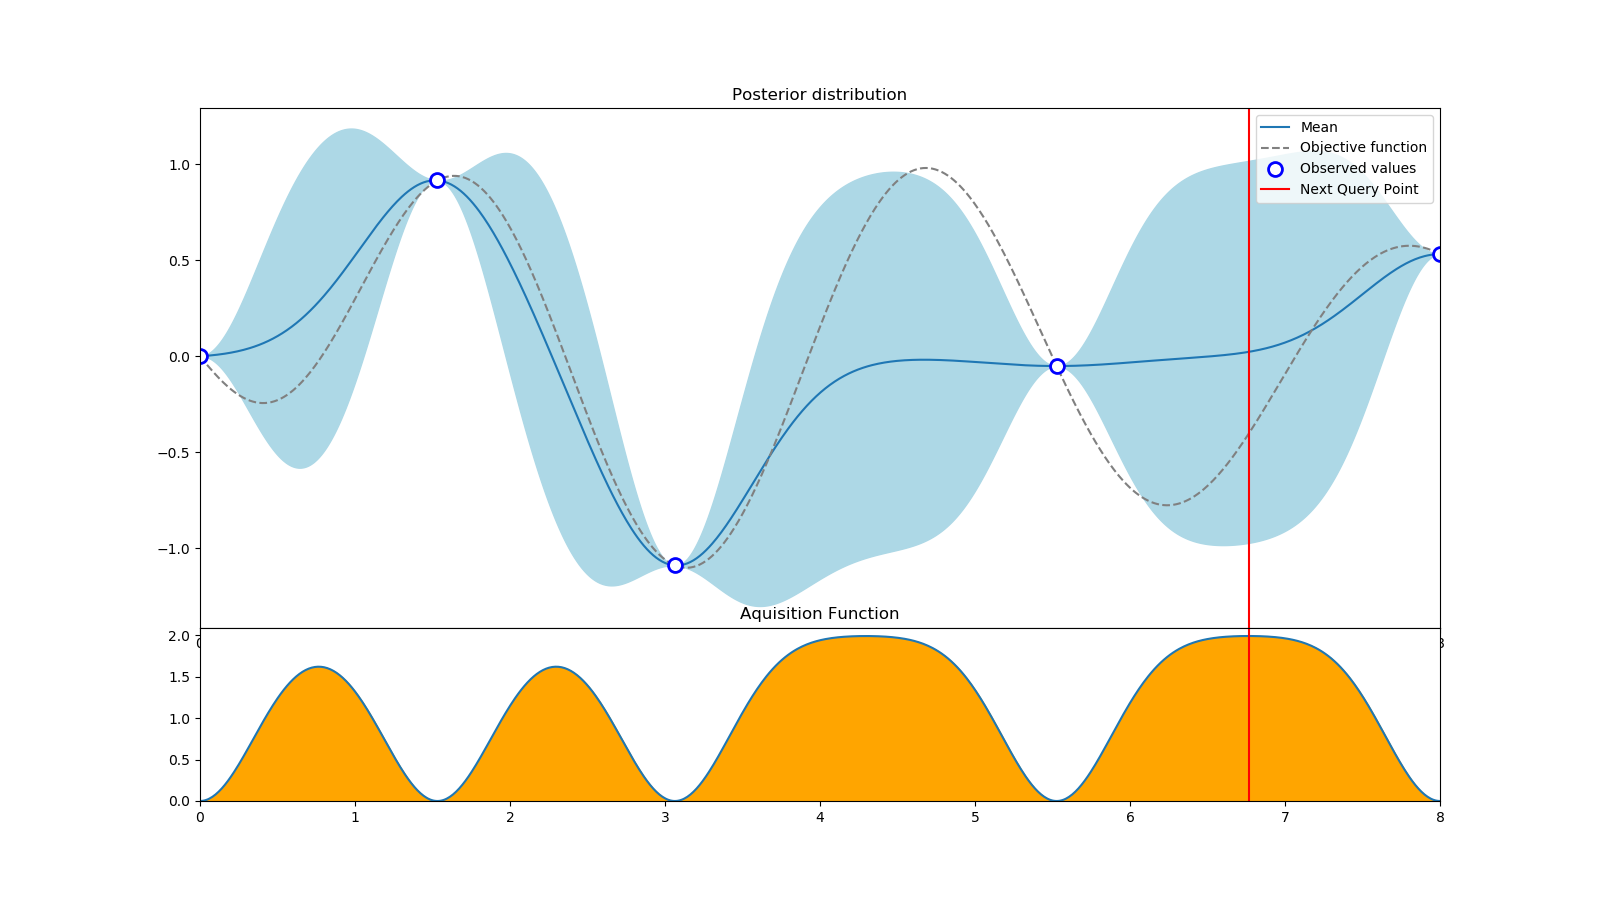 Posterior distribution
Mean
Objective function
Observed values
Next Query Point
1.0
0.5
0.0
−0.5
−1.0
Aquisition Function
2.0
1.5
1.0
0.5
0.0
0 1 2 3 4 5 6 7 8